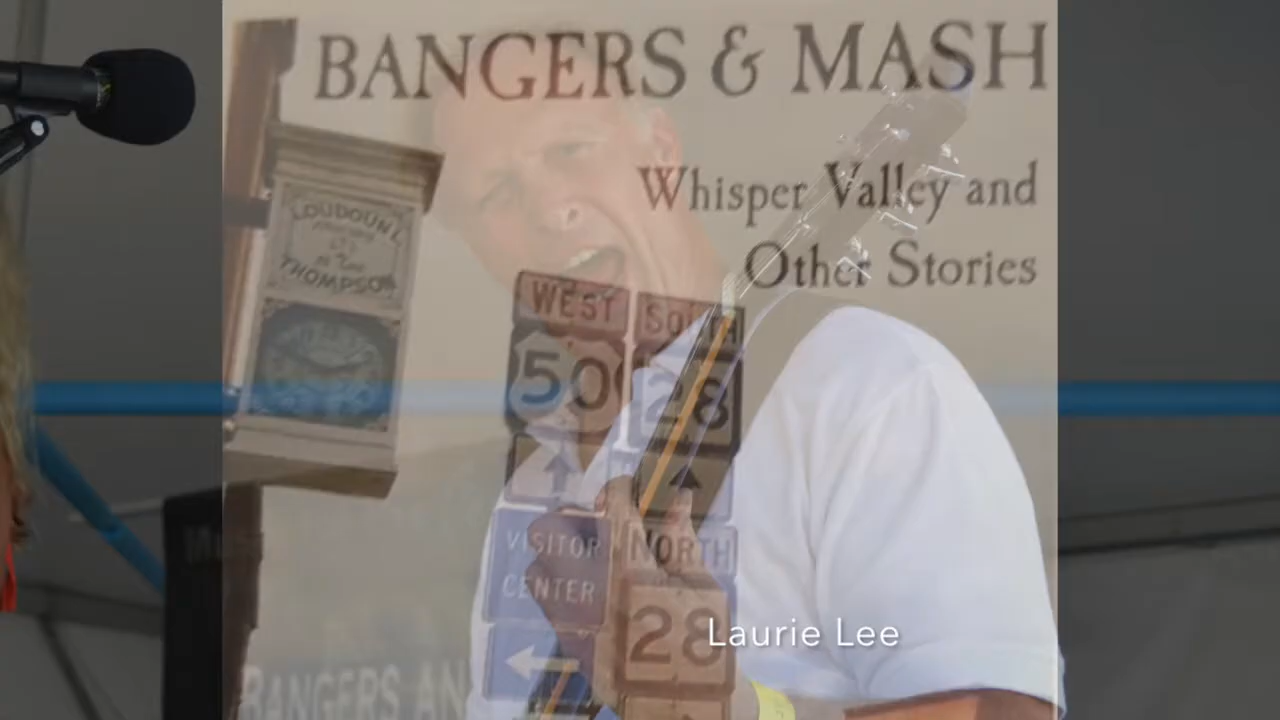 BANGERS & MASH
Whisper Valley and
Other Stories
LOUDOUN
THOMPSON
WEST
SOUTH
50
28
VISITOR
CENTER
NORTH
28
Laurie Lee
BANGERS AN